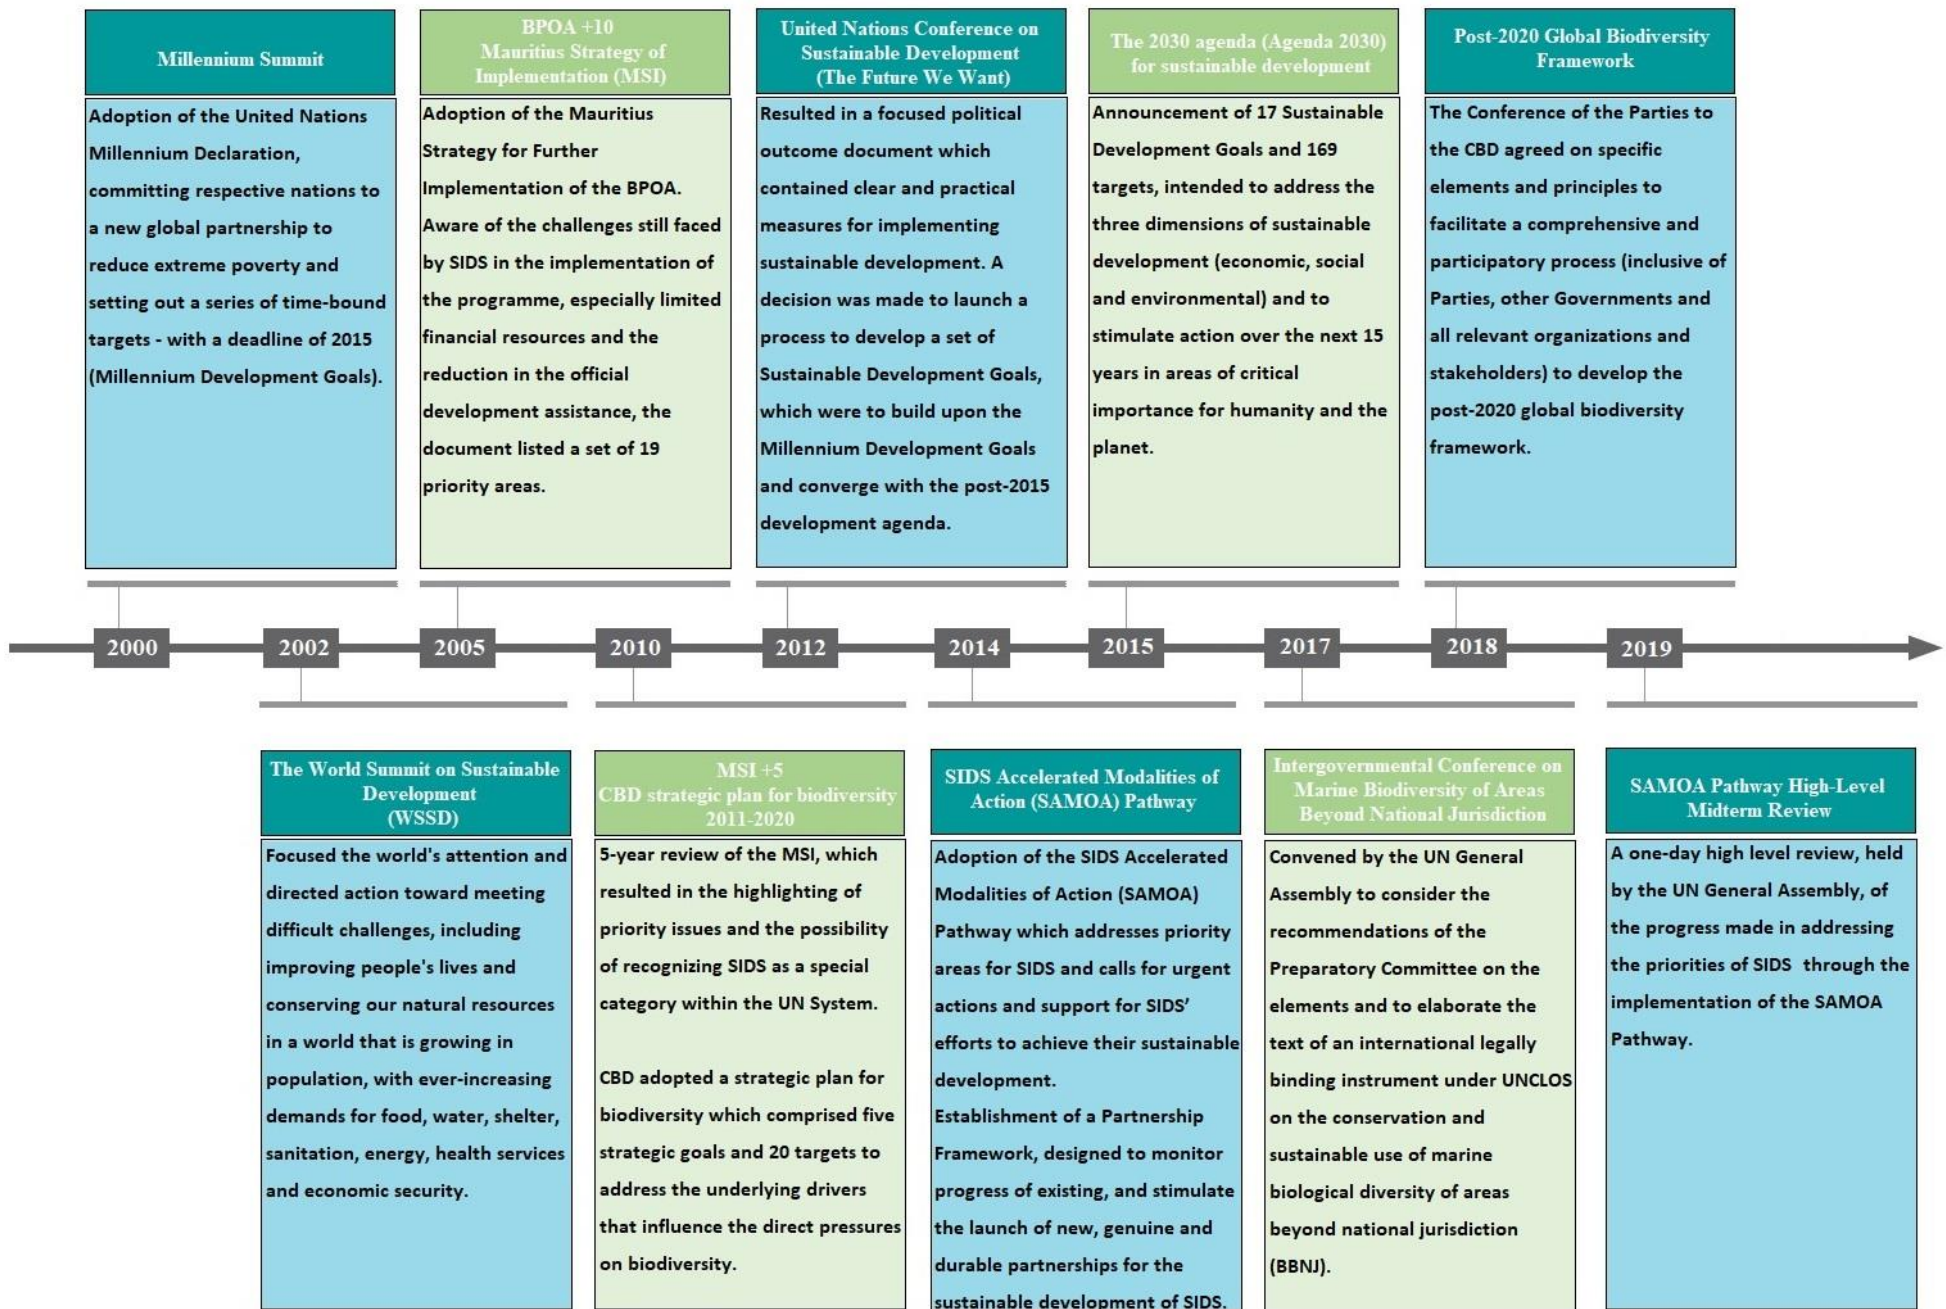 Millennium Summit
Adoption of the United Nations
Millennium Declaration,
committing respective nations to
a new global partnership to
reduce extreme poverty and
setting out a series of time-bound
targets - with a deadline of 2015
(Millennium Development Goals).
BPOA +10
Mauritius Strategy of
Implementation (MSI)
Adoption of the Mauritius
Strategy for Further
Implementation of the BPOA.
Aware of the challenges still faced
by SIDS in the implementation of
the programme, especially limited
financial resources and the
reduction in the official
development assistance, the
document listed a set of 19
priority areas.
United Nations Conference on
Sustainable Development
(The Future We Want)
Resulted in a focused political
outcome document which
contained clear and practical
measures for implementing
sustainable development. A
decision was made to launch a
process to develop a set of
Sustainable Development Goals,
which were to build upon the
Millennium Development Goals
and converge with the post-2015
development agenda.
The 2030 agenda (Agenda 2030)
for sustainable development
Announcement of 17 Sustainable
Development Goals and 169
targets, intended to address the
three dimensions of sustainable
development (economic, social
and environmental) and to
stimulate action over the next 15
years in areas of critical
importance for humanity and the
planet.
Post-2020 Global Biodiversity
Framework
The Conference of the Parties to
the CBD agreed on specific
elements and principles to
facilitate a comprehensive and
participatory process (inclusive of
Parties, other Governments and
all relevant organizations and
stakeholders) to develop the
post-2020 global biodiversity
framework.
2000 2002 2005 2010 2012 2014 2015 2017 2018 2019
The World Summit on Sustainable
Development
(WSSD)
Focused the world's attention and
directed action toward meeting
difficult challenges, including
improving people's lives and
conserving our natural resources
in a world that is growing in
population, with ever-increasing
demands for food, water, shelter,
sanitation, energy, health services
and economic security.
MSI +5
CBD strategic plan for biodiversity
2011-2020
5-year review of the MSI, which
resulted in the highlighting of
priority issues and the possibility
of recognizing SIDS as a special
category within the UN System.
CBD adopted a strategic plan for
biodiversity which comprised five
strategic goals and 20 targets to
address the underlying drivers
that influence the direct pressures
on biodiversity.
SIDS Accelerated Modalities of
Action (SAMOA) Pathway
Adoption of the SIDS Accelerated
Modalities of Action (SAMOA)
Pathway which addresses priority
areas for SIDS and calls for urgent
actions and support for SIDS’
efforts to achieve their sustainable
development.
Establishment of a Partnership
Framework, designed to monitor
progress of existing, and stimulate
the launch of new, genuine and
durable partnerships for the
sustainable development of SIDS.
Intergovernmental Conference on
Marine Biodiversity of Areas
Beyond National Jurisdiction
Convened by the UN General
Assembly to consider the
recommendations of the
Preparatory Committee on the
elements and to elaborate the
text of an international legally
binding instrument under UNCLOS
on the conservation and
sustainable use of marine
biological diversity of areas
beyond national jurisdiction
(BBNJ).
SAMOA Pathway High-Level
Midterm Review
A one-day high level review, held
by the UN General Assembly, of
the progress made in addressing
the priorities of SIDS through the
implementation of the SAMOA
Pathway.